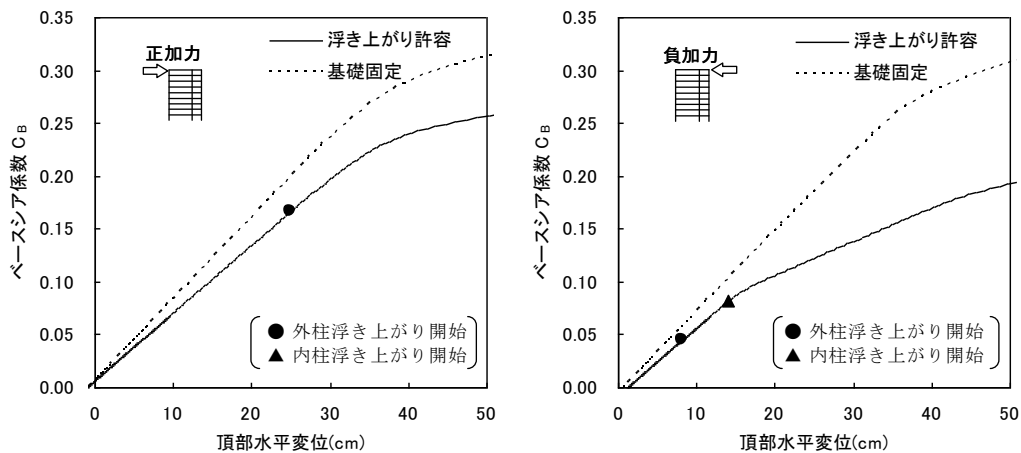 0.35
0.30
0.25
0.20
0.15
0.10
0.05
0.00
ベースシア係数 CB
正加力
浮き上がり許容
基礎固定
● 外柱浮き上がり開始
▲ 内柱浮き上がり開始
0 10 20 30 40 50
頂部水平変位(cm)
0.35
0.30
0.25
0.20
0.15
0.10
0.05
0.00
ベースシア係数 CB
負加力
浮き上がり許容
基礎固定
● 外柱浮き上がり開始
▲ 内柱浮き上がり開始
0 10 20 30 40 50
頂部水平変位(cm)